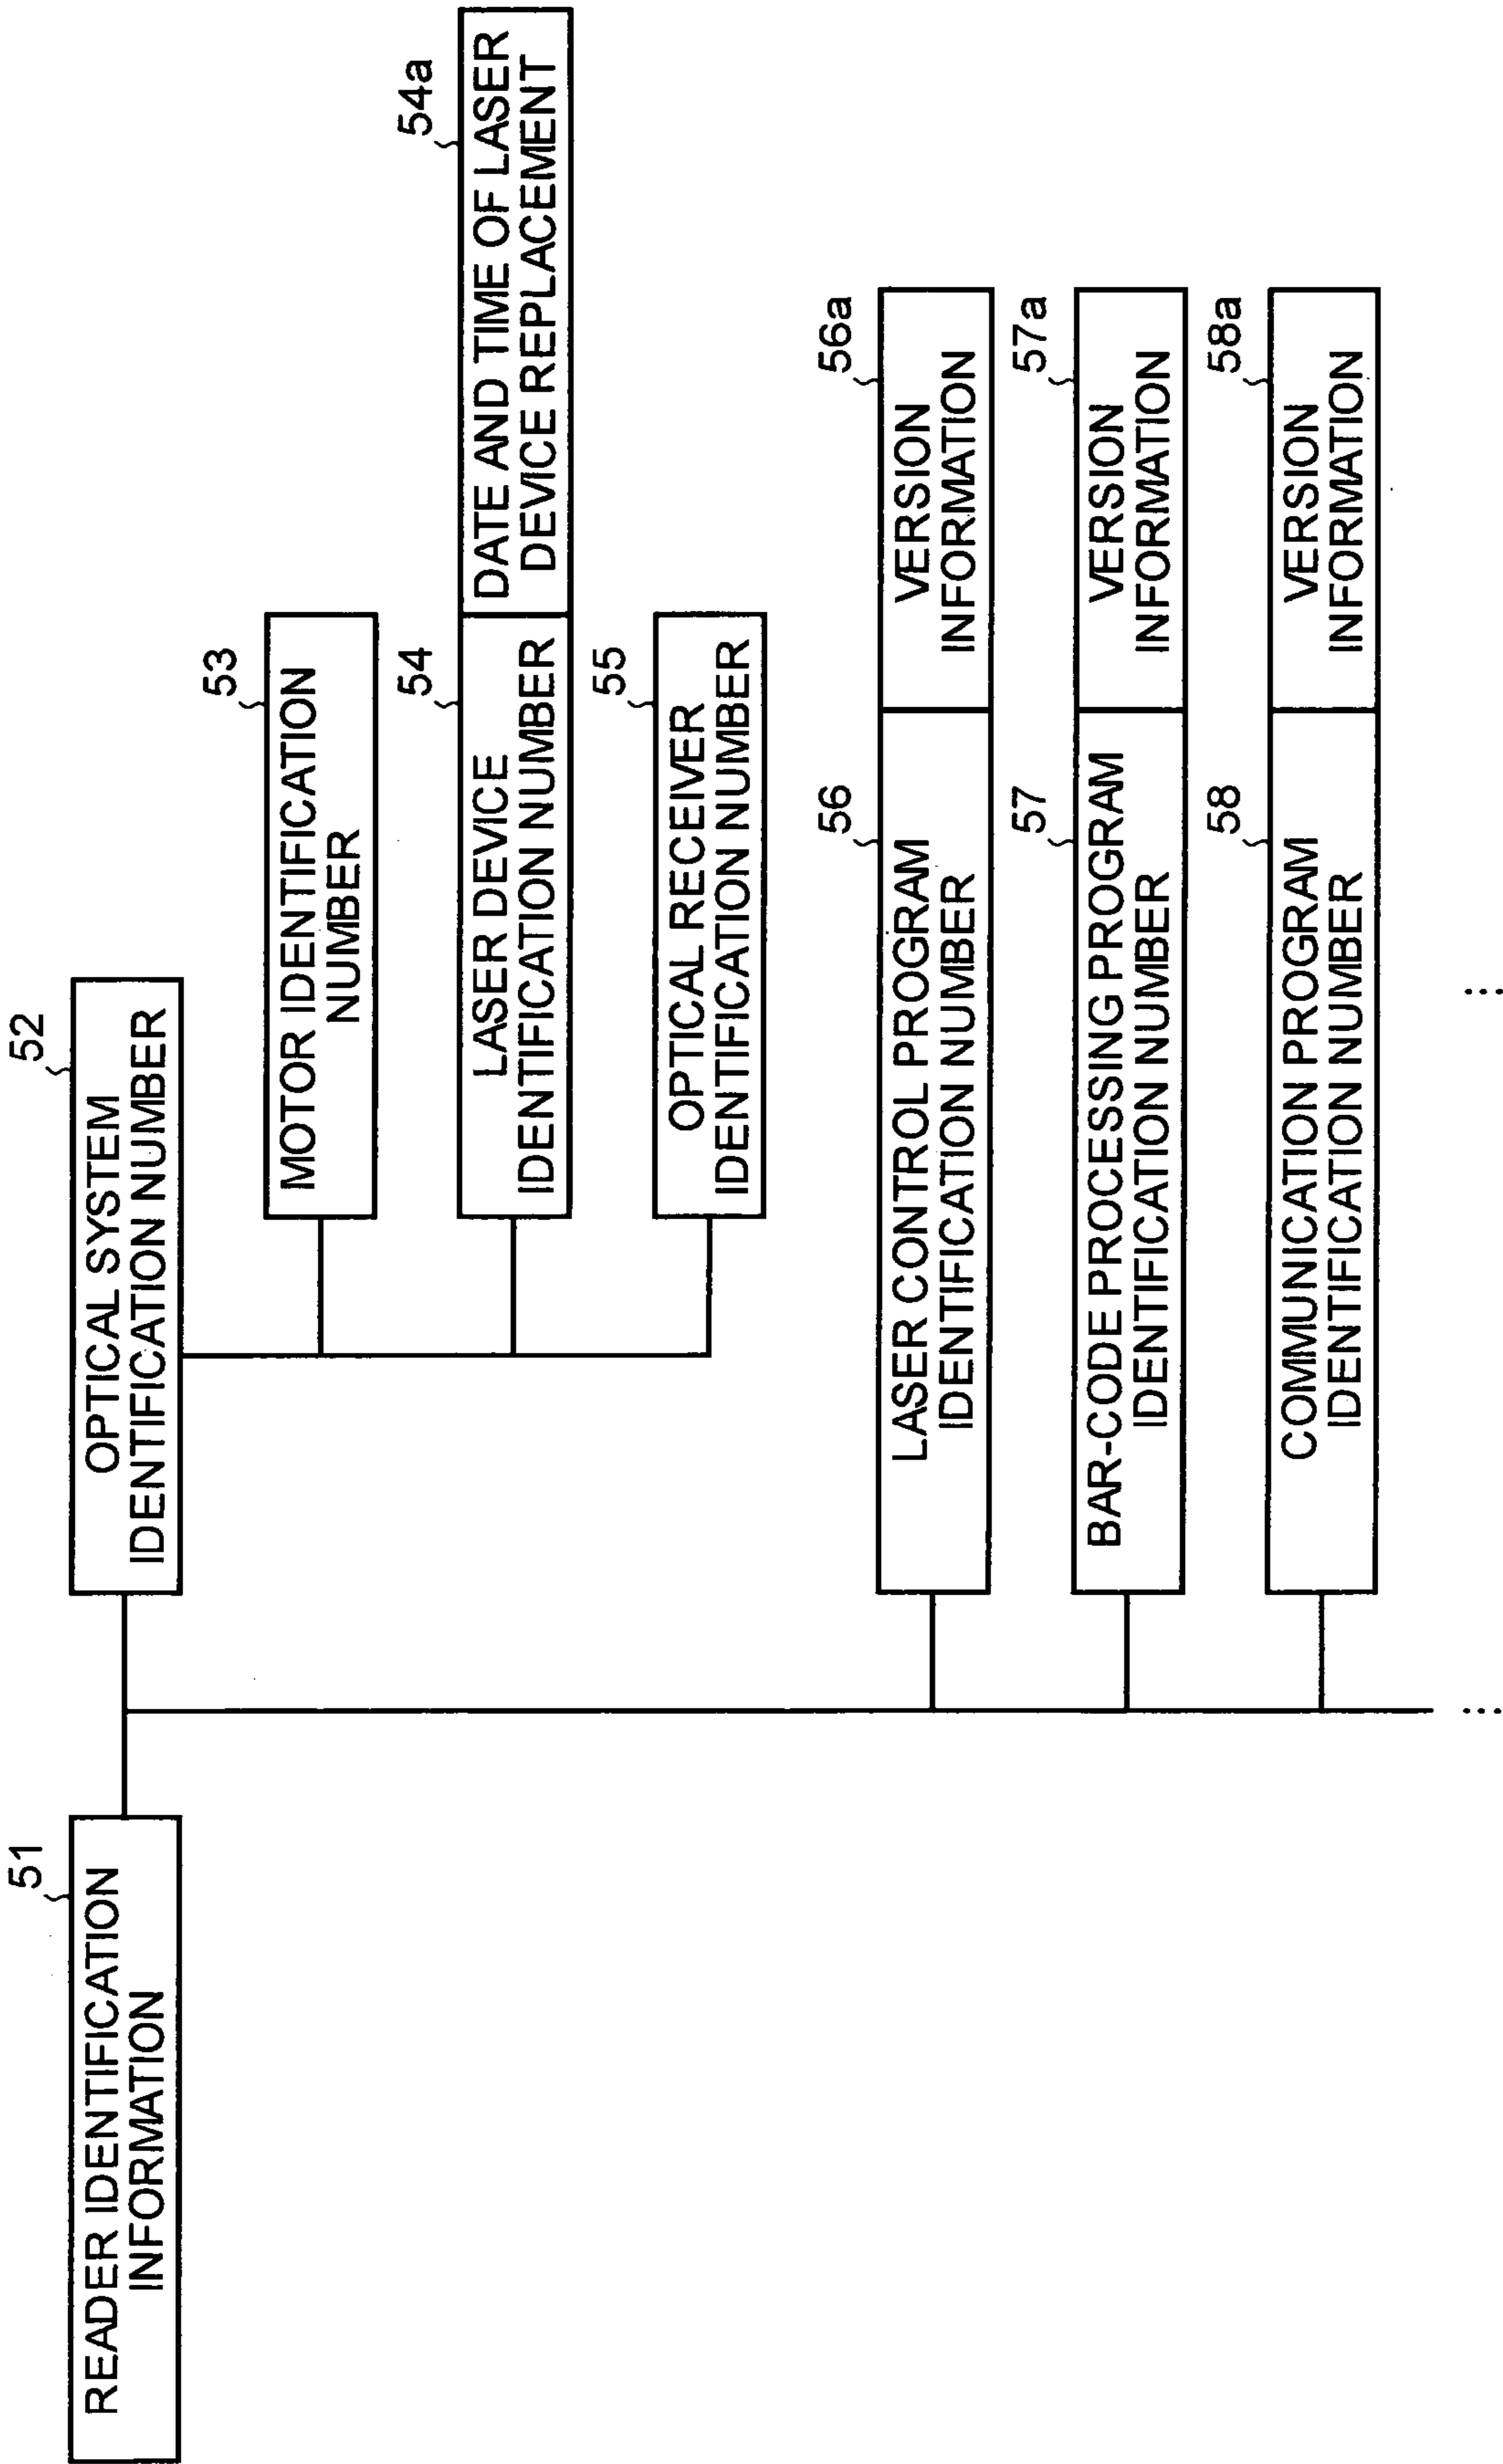 51
READER IDENTIFICATION
INFORMATION
52
OPTICAL SYSTEM
IDENTIFICATION NUMBER
53
MOTOR IDENTIFICATION
NUMBER
54
LASER DEVICE
IDENTIFICATION NUMBER
54a
DATE AND TIME OF LASER
DEVICE REPLACEMENT
55
OPTICAL RECEIVER
IDENTIFICATION NUMBER
56
LASER CONTROL PROGRAM
IDENTIFICATION NUMBER
56a
VERSION
INFORMATION
57
BAR-CODE PROCESSING PROGRAM
IDENTIFICATION NUMBER
57a
VERSION
INFORMATION
58
COMMUNICATION PROGRAM
IDENTIFICATION NUMBER
58a
VERSION
INFORMATION